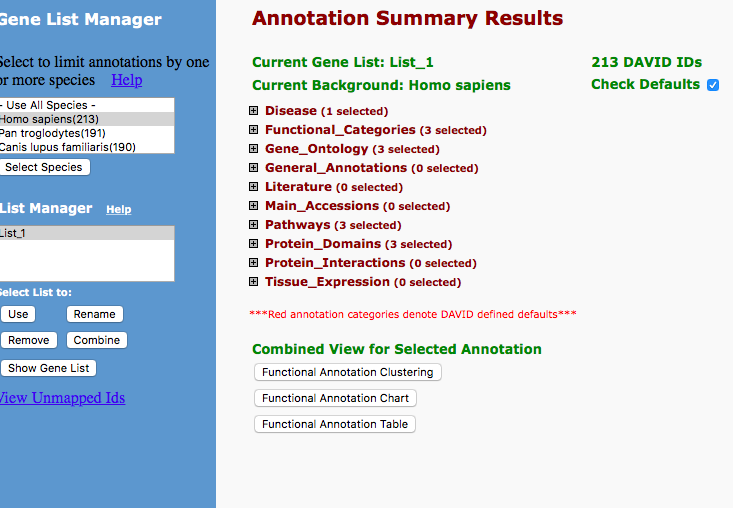 Gene List Manager
Select to limit annotations by one
or more species Help
- Use All Species -
Homo sapiens(213)
Pan troglodytes(191)
Canis lupus familiaris(190)
Select Species
List Manager Help
List_1
Select List to:
Use Rename
Remove Combine
Show Gene List
View Unmapped Ids
Annotation Summary Results
Current Gene List: List_1 213 DAVID IDs
Current Background: Homo sapiens Check Defaults
Disease (1 selected)
Functional_Categories (3 selected)
Gene_Ontology (3 selected)
General_Annotations (0 selected)
Literature (0 selected)
Main_Accessions (0 selected)
Pathways (3 selected)
Protein_Domains (3 selected)
Protein_Interactions (0 selected)
Tissue_Expression (0 selected)
***Red annotation categories denote DAVID defined defaults***
Combined View for Selected Annotation
Functional Annotation Clustering
Functional Annotation Chart
Functional Annotation Table